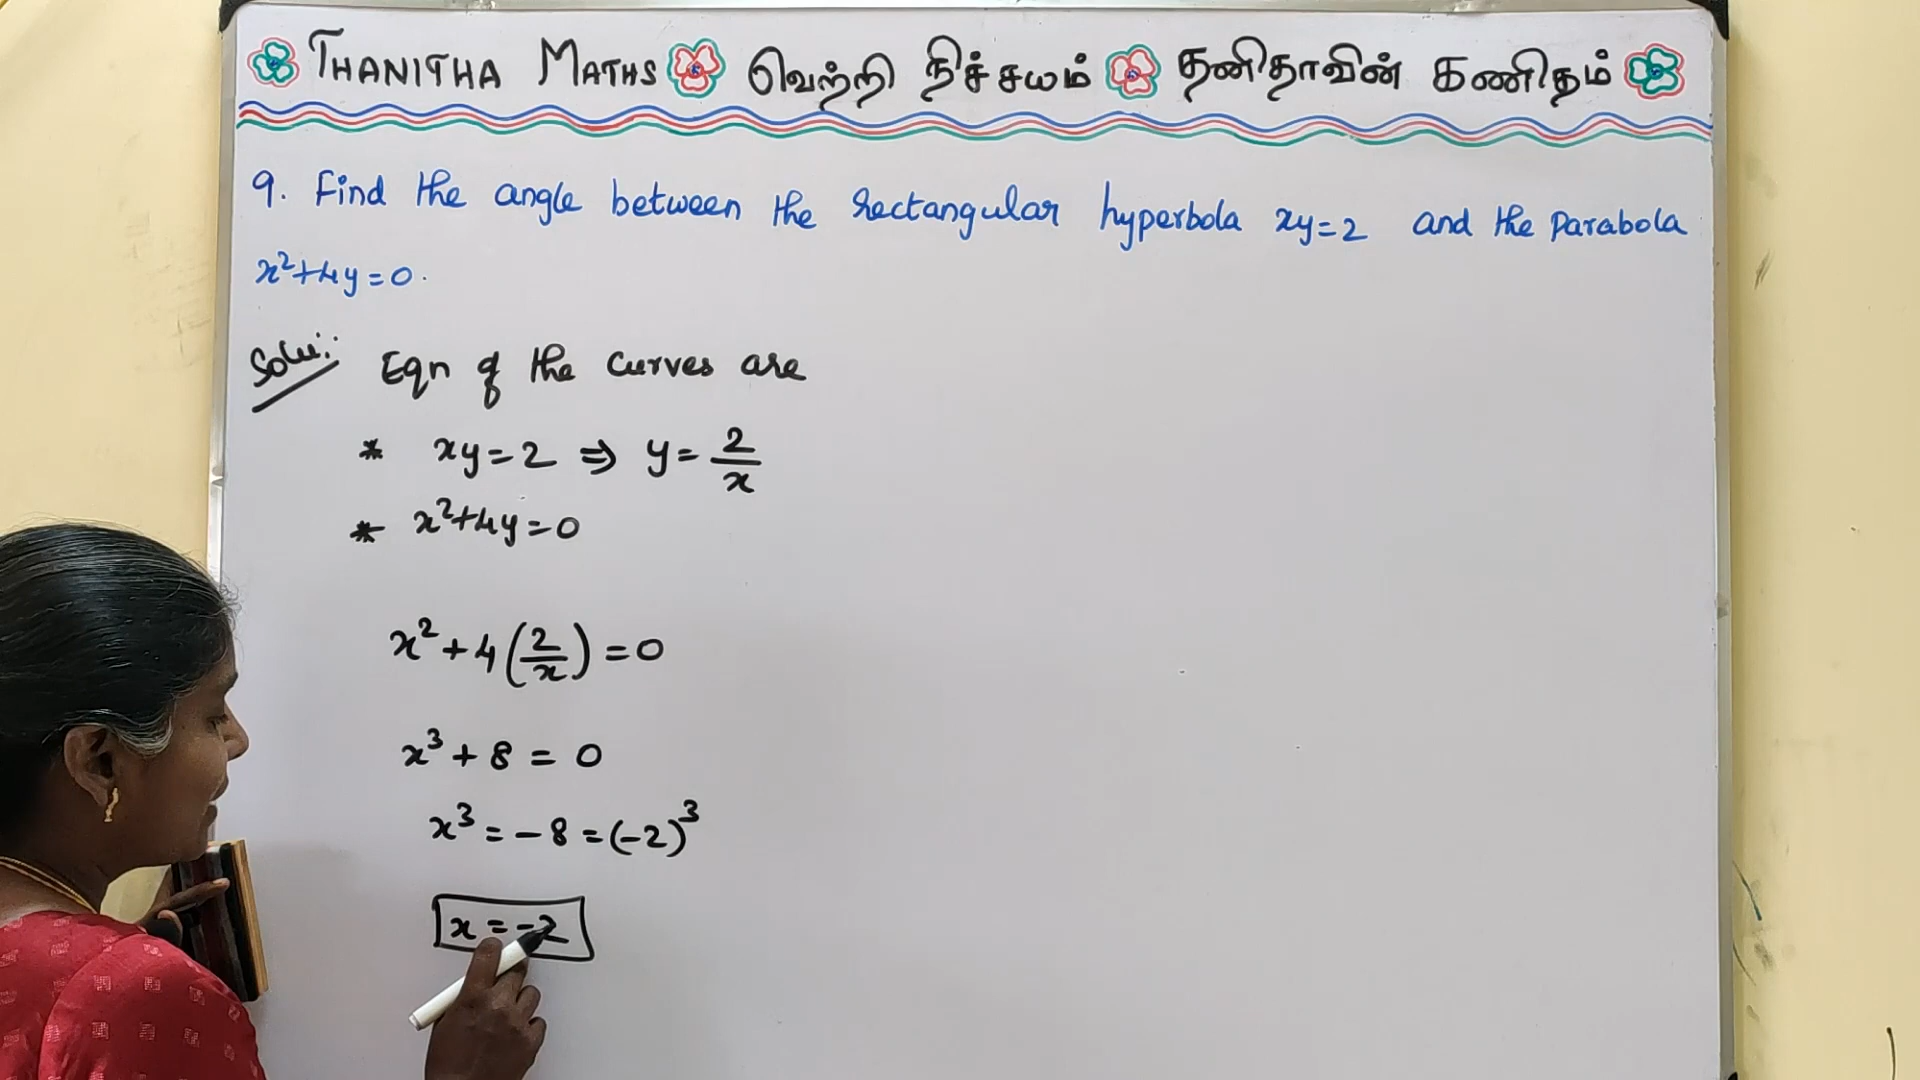 THANITHA MATHS வெற்றி நிச்சயம் தனிதாவின் கணிதம்
9. Find the angle between the rectangular hyperbola xy=2 and the parabola
x²+4y=0.
Solu:
Eqn of the curves are
* xy=2 ⇒ y=2/x
* x²+4y=0
x²+4(2/x)=0
x³+8=0
x³=-8=(-2)³
x=-2